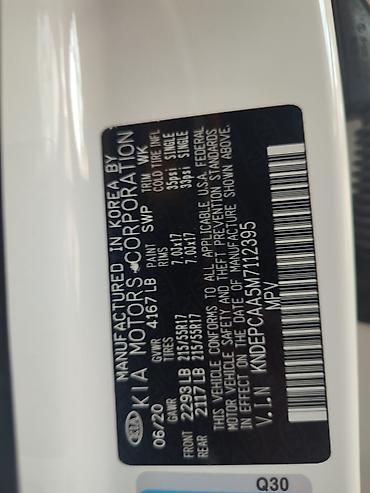 MANUFACTURED IN KOREA BY
KIA KIA MOTORS CORPORATION
06/20 GVWR 4167 LB PAINT SWP TRIM WK
GAWR TIRES RIMS COLD TIRE INFL
FRONT 2293 LB 215/55R17 7.0Jx17 35psi SINGLE
REAR 2117 LB 215/55R17 7.0Jx17 33psi SINGLE
THIS VEHICLE CONFORMS TO ALL APPLICABLE U.S.A. FEDERAL
MOTOR VEHICLE SAFETY AND THEFT PREVENTION STANDARDS
IN EFFECT ON THE DATE OF MANUFACTURE SHOWN ABOVE.
V.I.N KNDEPCAA5M7112395
MPV
Q30